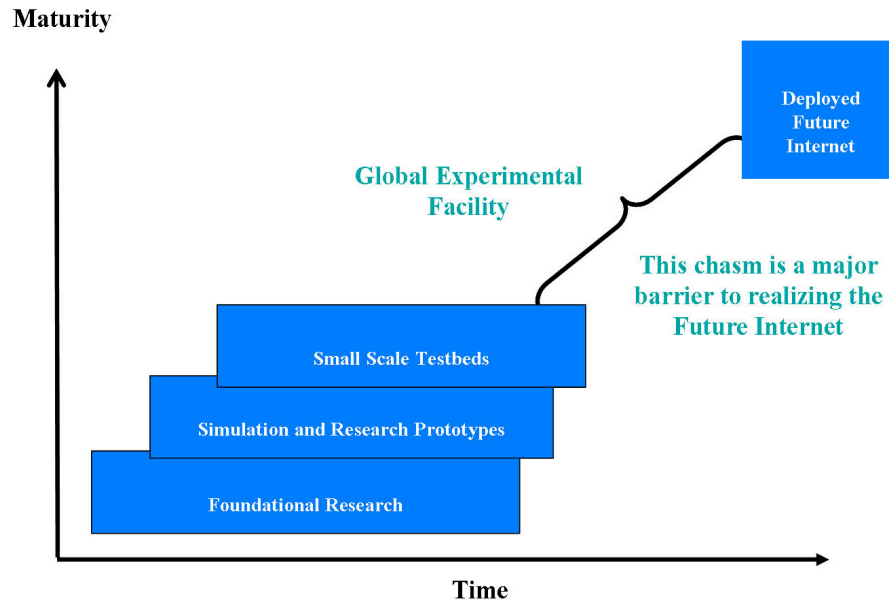 Maturity
Deployed
Future
Internet
Global Experimental
Facility
This chasm is a major
barrier to realizing the
Future Internet
Small Scale Testbeds
Simulation and Research Prototypes
Foundational Research
Time